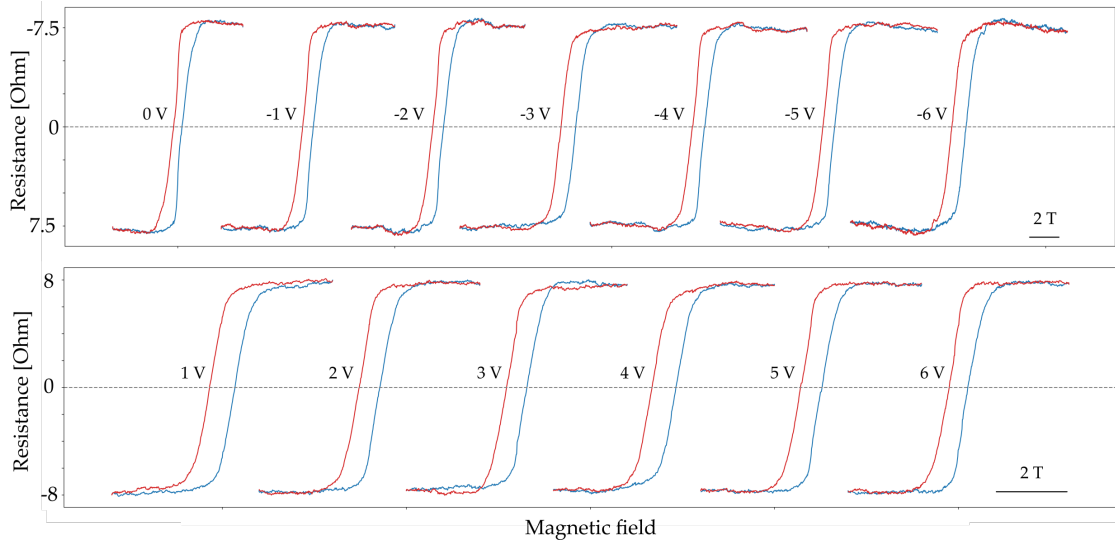 Resistance [Ohm]
-7.5
0
7.5
0 V
-1 V
-2 V
-3 V
-4 V
-5 V
-6 V
2 T
Resistance [Ohm]
8
0
-8
1 V
2 V
3 V
4 V
5 V
6 V
2 T
Magnetic field